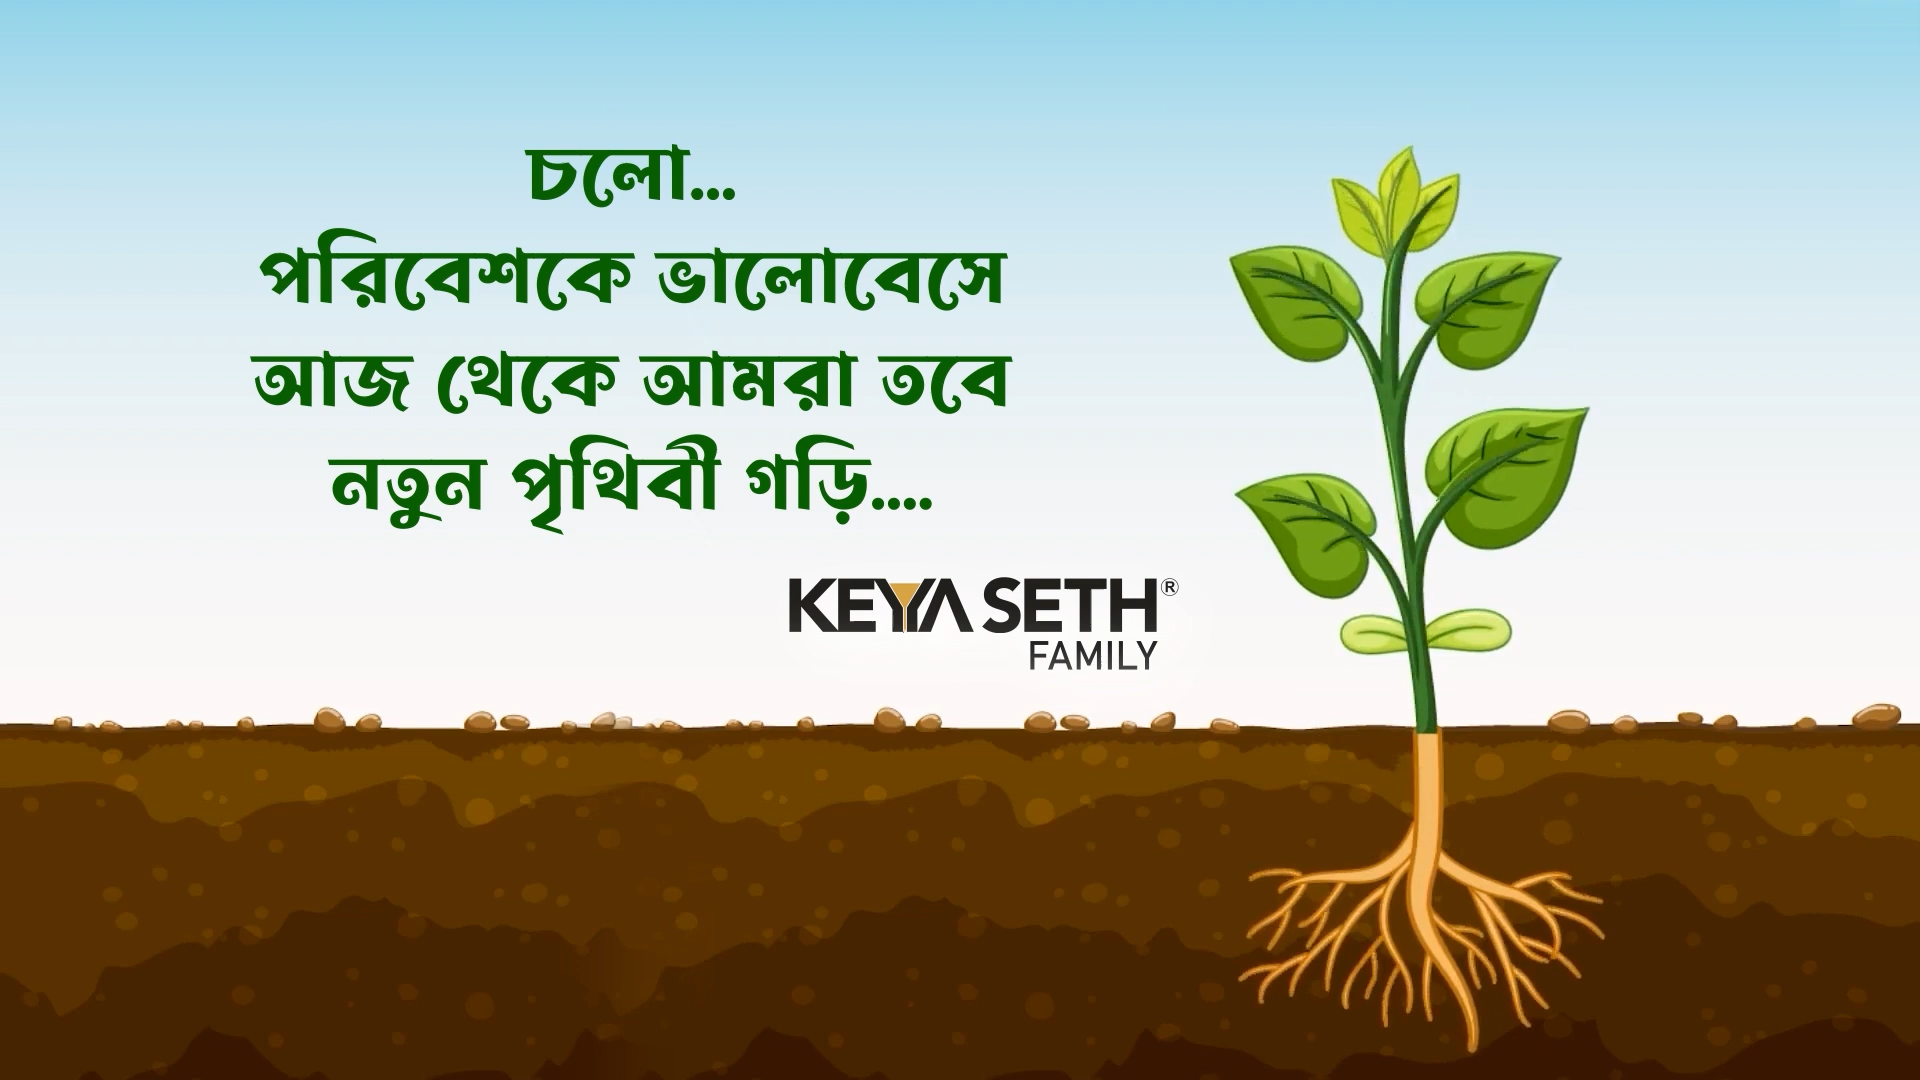 চলো...
পরিবেশকে ভালোবেসে
আজ থেকে আমরা তবে
নতুন পৃথিবী গড়ি....
KEYA SETH®
FAMILY